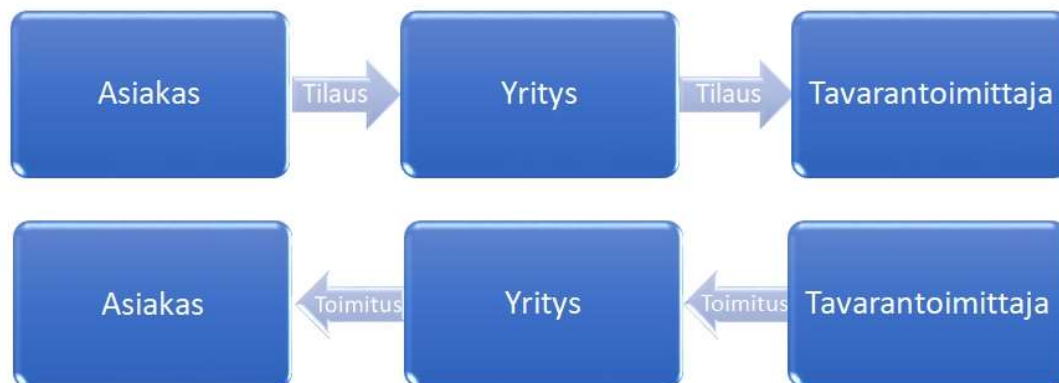 Asiakas
Tilaus
Yritys
Tilaus
Tavarantoimittaja
Asiakas
Toimitus
Yritys
Toimitus
Tavarantoimittaja